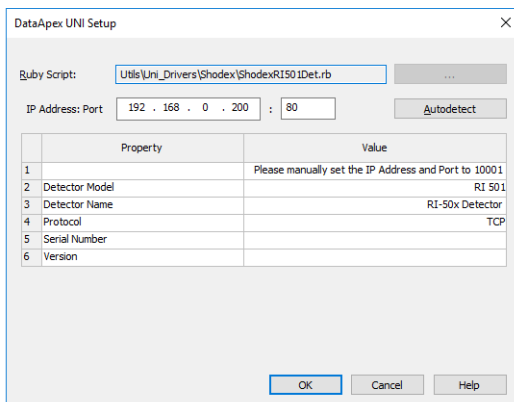 DataApex UNI Setup
Ruby Script: Utils\Uni_Drivers\Shodex\ShodexRI501Det.rb ...
IP Address: Port 192 . 168 . 0 . 200 : 80 Autodetect
Property Value
1 Please manually set the IP Address and Port to 10001
2 Detector Model RI 501
3 Detector Name RI-50x Detector
4 Protocol TCP
5 Serial Number
6 Version
OK Cancel Help